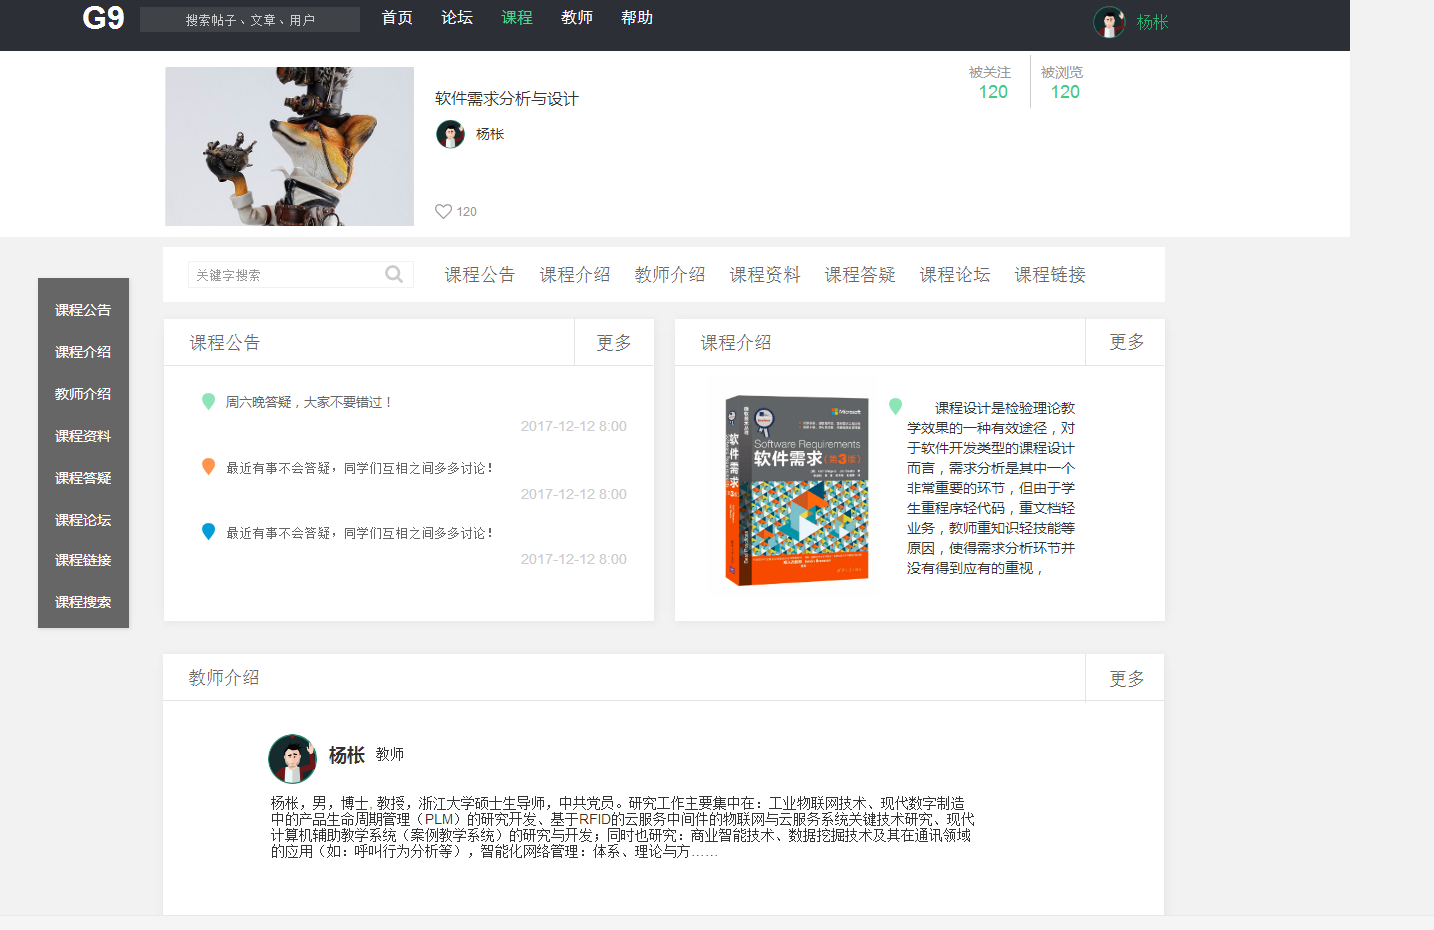 G9
搜索帖子、文章、用户
首页 论坛 课程 教师 帮助
杨枨
软件需求分析与设计
杨枨
120
被关注 被浏览
120 120
关键字搜索
课程公告 课程介绍 教师介绍 课程资料 课程答疑 课程论坛 课程链接
课程公告
课程介绍
教师介绍
课程资料
课程答疑
课程论坛
课程链接
课程搜索
课程公告 更多
周六晚答疑，大家不要错过！
2017-12-12 8:00
最近有事不会答疑，同学们互相之间多多讨论！
2017-12-12 8:00
最近有事不会答疑，同学们互相之间多多讨论！
2017-12-12 8:00
课程介绍 更多
Microsoft
Software Requirements
软件需求（第3版）
软件需求
课程设计是检验理论教
学效果的一种有效途径，对
于软件开发类型的课程设计
而言，需求分析是其中一个
非常重要的环节，但由于学
生重程序轻代码，重文档轻
业务，教师重知识轻技能等
原因，使得需求分析环节并
没有得到应有的重视，
教师介绍 更多
杨枨 教师
杨枨，男，博士, 教授，浙江大学硕士生导师，中共党员。研究工作主要集中在：工业物联网技术、现代数字制造
中的产品生命周期管理（PLM）的研究开发、基于RFID的云服务中间件的物联网与云服务系统关键技术研究、现代
计算机辅助教学系统（案例教学系统）的研究与开发；同时也研究：商业智能技术、数据挖掘技术及其在通讯领域
的应用（如：呼叫行为分析等），智能化网络管理：体系、理论与方……